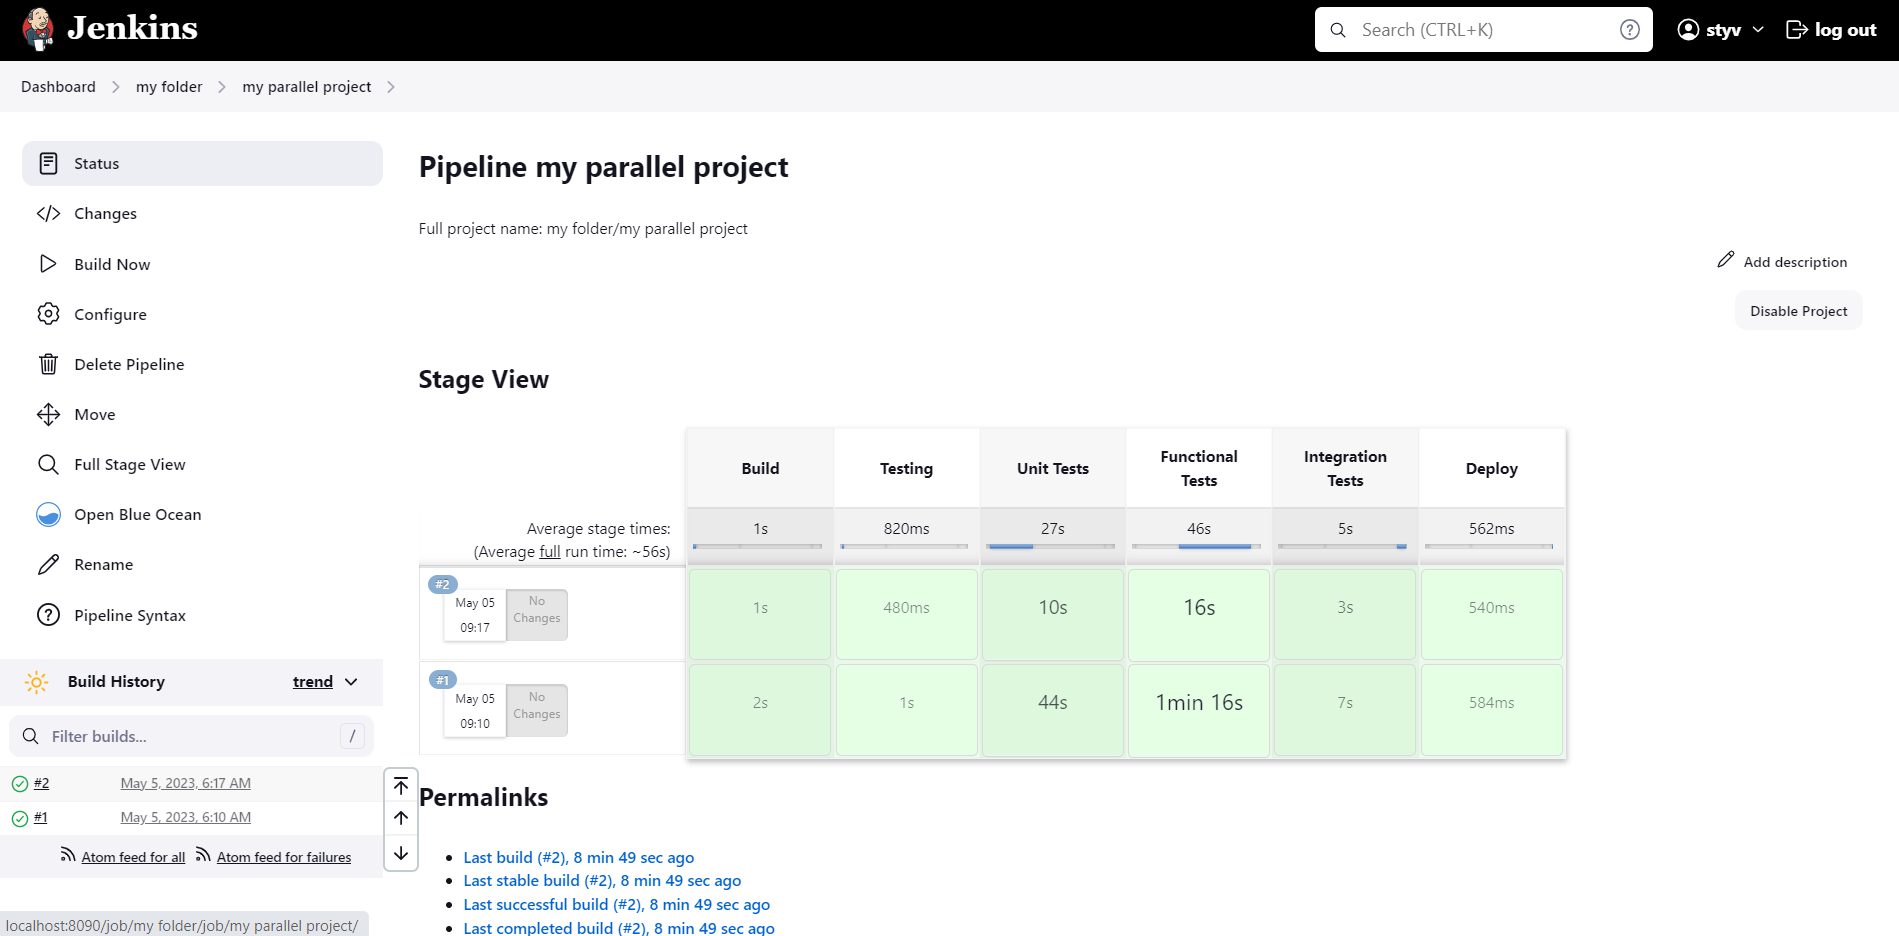 Jenkins
Search (CTRL+K)
?
styv
log out
Dashboard
my folder
my parallel project
Status
Changes
Build Now
Configure
Delete Pipeline
Move
Full Stage View
Open Blue Ocean
Rename
Pipeline Syntax
Build History
trend
Filter builds...
/
#2
May 5, 2023, 6:17 AM
#1
May 5, 2023, 6:10 AM
Atom feed for all
Atom feed for failures
Pipeline my parallel project
Full project name: my folder/my parallel project
Add description
Disable Project
Stage View
Build
Testing
Unit Tests
Functional
Tests
Integration
Tests
Deploy
Average stage times:
(Average full run time: ~56s)
1s
820ms
27s
46s
5s
562ms
#2
May 05
09:17
No
Changes
1s
480ms
10s
16s
3s
540ms
#1
May 05
09:10
No
Changes
2s
1s
44s
1min 16s
7s
584ms
Permalinks
Last build (#2), 8 min 49 sec ago
Last stable build (#2), 8 min 49 sec ago
Last successful build (#2), 8 min 49 sec ago
Last completed build (#2), 8 min 49 sec ago
localhost:8090/job/my folder/job/my parallel project/